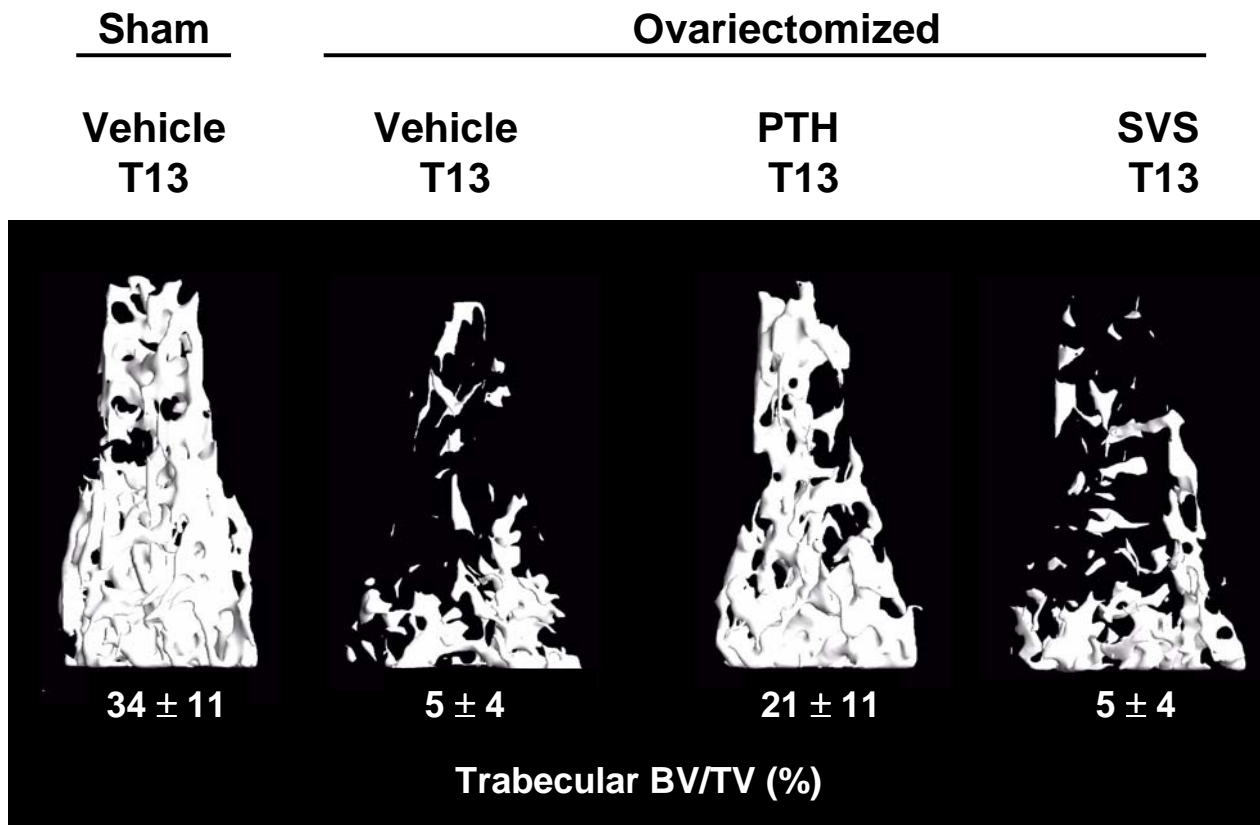 Sham Ovariectomized
Vehicle Vehicle PTH SVS
T13 T13 T13 T13
34 ± 11 5 ± 4 21 ± 11 5 ± 4
Trabecular BV/TV (%)